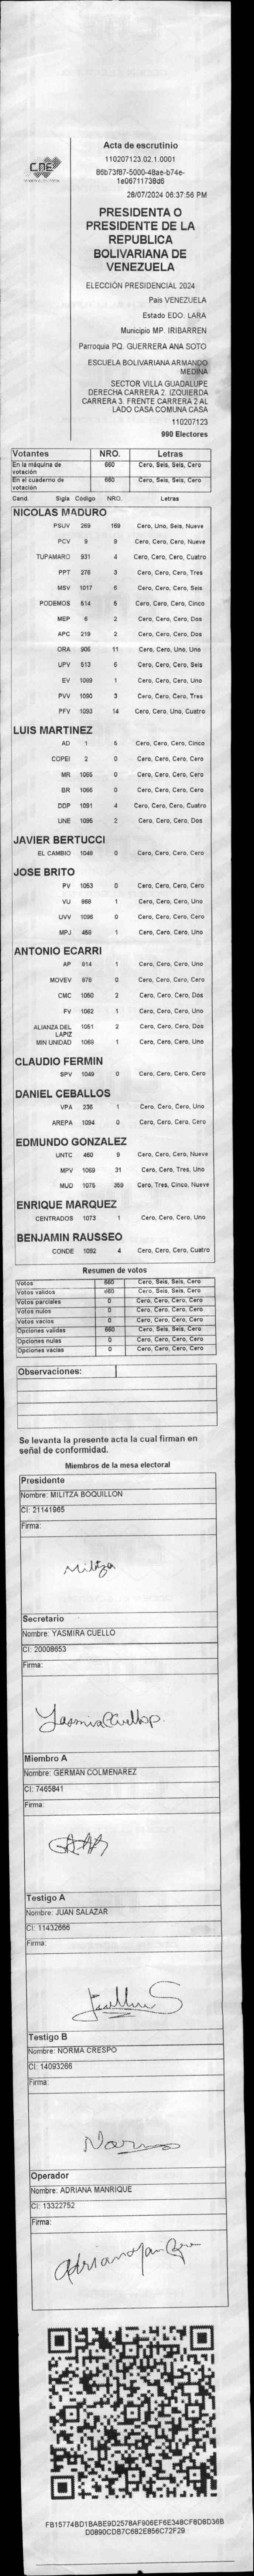 CNE
Acta de escrutinio
110207123.02.1.0001
86b73f87-5000-48ae-b74e-
1e06711738d6
28/07/2024 06:37:56 PM
PRESIDENTA O
PRESIDENTE DE LA
REPUBLICA
BOLIVARIANA DE
VENEZUELA
ELECCIÓN PRESIDENCIAL 2024
Pais VENEZUELA
Estado EDO. LARA
Municipio MP. IRIBARREN
Parroquia PQ. GUERRERA ANA SOTO
ESCUELA BOLIVARIANA ARMANDO
MEDINA
SECTOR VILLA GUADALUPE
DERECHA CARRERA 2. IZQUIERDA
CARRERA 3. FRENTE CARRERA 2 AL
LADO CASA COMUNA CASA
110207123
990 Electores
Votantes NRO. Letras
En la máquina de votación 660 Cero, Seis, Seis, Cero
En el cuaderno de votación 660 Cero, Seis, Seis, Cero
Cand. Sigla Código NRO. Letras
NICOLAS MADURO
PSUV 269 169 Cero, Uno, Seis, Nueve
PCV 9 9 Cero, Cero, Cero, Nueve
TUPAMARO 931 4 Cero, Cero, Cero, Cuatro
PPT 276 3 Cero, Cero, Cero, Tres
MSV 1017 6 Cero, Cero, Cero, Seis
PODEMOS 514 5 Cero, Cero, Cero, Cinco
MEP 6 2 Cero, Cero, Cero, Dos
APC 219 2 Cero, Cero, Cero, Dos
ORA 906 11 Cero, Cero, Uno, Uno
UPV 513 6 Cero, Cero, Cero, Seis
EV 1089 1 Cero, Cero, Cero, Uno
PVV 1090 3 Cero, Cero, Cero, Tres
PFV 1093 14 Cero, Cero, Uno, Cuatro
LUIS MARTINEZ
AD 1 5 Cero, Cero, Cero, Cinco
COPEI 2 0 Cero, Cero, Cero, Cero
MR 1065 0 Cero, Cero, Cero, Cero
BR 1066 0 Cero, Cero, Cero, Cero
DDP 1091 4 Cero, Cero, Cero, Cuatro
UNE 1095 2 Cero, Cero, Cero, Dos
JAVIER BERTUCCI
EL CAMBIO 1048 0 Cero, Cero, Cero, Cero
JOSE BRITO
PV 1053 0 Cero, Cero, Cero, Cero
VU 868 1 Cero, Cero, Cero, Uno
UVV 1096 0 Cero, Cero, Cero, Cero
MPJ 458 1 Cero, Cero, Cero, Uno
ANTONIO ECARRI
AP 914 1 Cero, Cero, Cero, Uno
MOVEV 978 0 Cero, Cero, Cero, Cero
CMC 1050 2 Cero, Cero, Cero, Dos
FV 1082 1 Cero, Cero, Cero, Uno
ALIANZA DEL LAPIZ 1051 2 Cero, Cero, Cero, Dos
MIN UNIDAD 1068 1 Cero, Cero, Cero, Uno
CLAUDIO FERMIN
SPV 1049 0 Cero, Cero, Cero, Cero
DANIEL CEBALLOS
VPA 236 1 Cero, Cero, Cero, Uno
AREPA 1094 0 Cero, Cero, Cero, Cero
EDMUNDO GONZALEZ
UNTC 460 9 Cero, Cero, Cero, Nueve
MPV 1069 31 Cero, Cero, Tres, Uno
MUD 1075 359 Cero, Tres, Cinco, Nueve
ENRIQUE MARQUEZ
CENTRADOS 1073 1 Cero, Cero, Cero, Uno
BENJAMIN RAUSSEO
CONDE 1092 4 Cero, Cero, Cero, Cuatro
Resumen de votos
Votos 660 Cero, Seis, Seis, Cero
Votos validos 660 Cero, Seis, Seis, Cero
Votos parciales 0 Cero, Cero, Cero, Cero
Votos nulos 0 Cero, Cero, Cero, Cero
Votos vacios 0 Cero, Cero, Cero, Cero
Opciones validas 660 Cero, Seis, Seis, Cero
Opciones nulas 0 Cero, Cero, Cero, Cero
Opciones vacias 0 Cero, Cero, Cero, Cero
Observaciones:
Se levanta la presente acta la cual firman en
señal de conformidad.
Miembros de la mesa electoral
Presidente
Nombre: MILITZA BOQUILLON
CI: 21141965
Firma:
Militza
Secretario
Nombre: YASMIRA CUELLO
CI: 20008653
Firma:
Yasmira Cuello p.
Miembro A
Nombre: GERMAN COLMENAREZ
CI: 7465841
Firma:
Testigo A
Nombre: JUAN SALAZAR
CI: 11432666
Firma:
Testigo B
Nombre: NORMA CRESPO
CI: 14093266
Firma:
Operador
Nombre: ADRIANA MANRIQUE
CI: 13322752
Firma:
FB15774BD1BABE9D2578AF906EF6E348CF8D6D36B
D0890CDB7C682E856C72F29